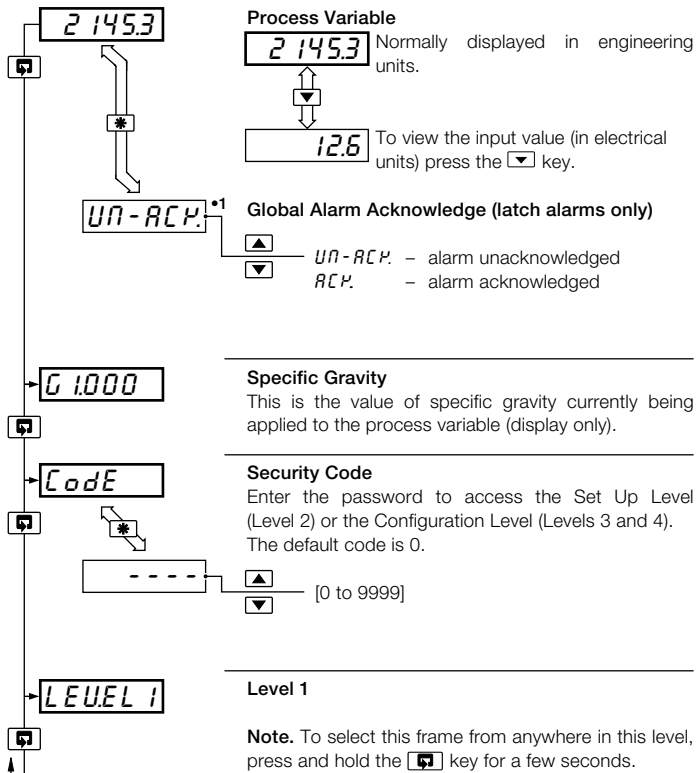 2145.3
Process Variable
2145.3
Normally displayed in engineering
units.
12.6
To view the input value (in electrical
units) press the ▼ key.
UN-ACK.
•1
Global Alarm Acknowledge (latch alarms only)
UN-ACK. – alarm unacknowledged
ACK. – alarm acknowledged
G 1.000
Specific Gravity
This is the value of specific gravity currently being
applied to the process variable (display only).
CodE
Security Code
Enter the password to access the Set Up Level
(Level 2) or the Configuration Level (Levels 3 and 4).
The default code is 0.
- - - -
[0 to 9999]
LEVEL 1
Level 1
Note. To select this frame from anywhere in this level,
press and hold the key for a few seconds.